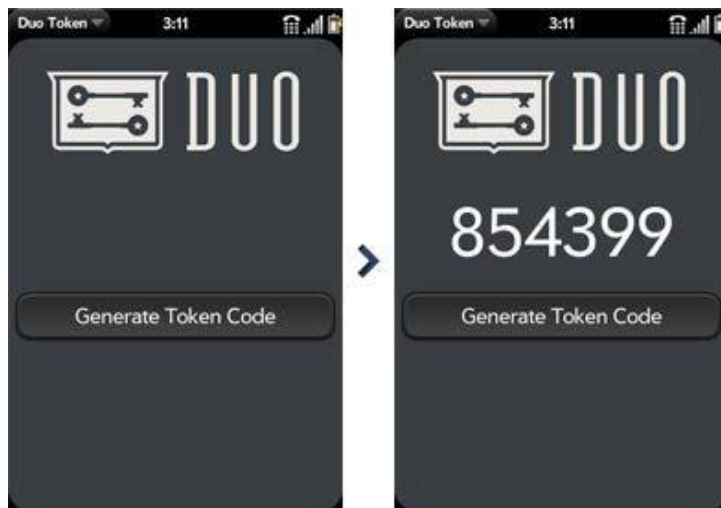 Duo Token 3:11
DUO
Generate Token Code
Duo Token 3:11
DUO
854399
Generate Token Code